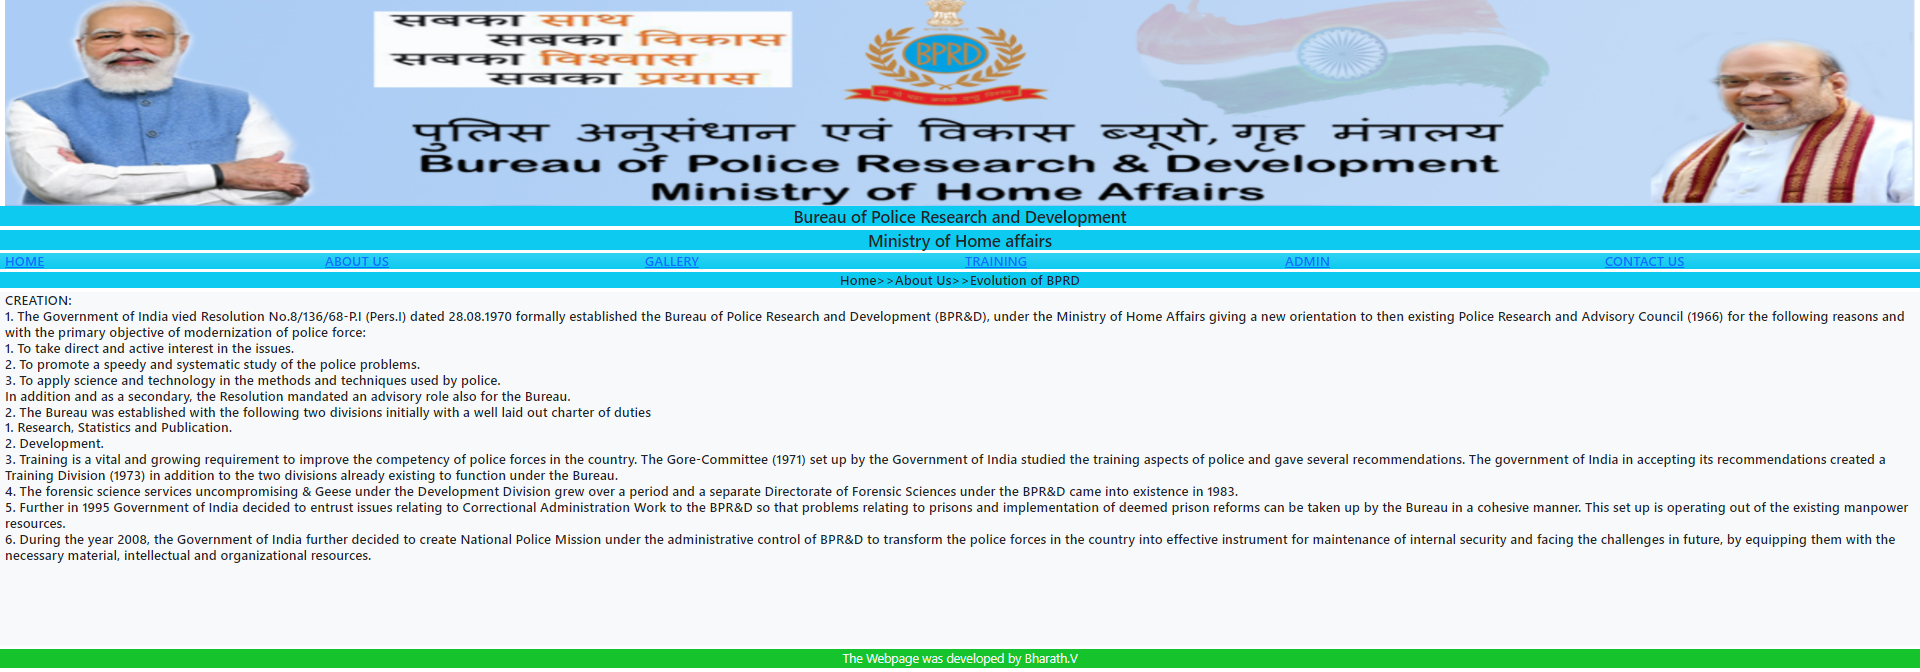 सबका साथ
सबका विकास
सबका विश्वास
सबका प्रयास
BPRD
पुलिस अनुसंधान एवं विकास ब्यूरो, गृह मंत्रालय
Bureau of Police Research & Development
Ministry of Home Affairs
Bureau of Police Research and Development
Ministry of Home affairs
HOME ABOUT US GALLERY TRAINING ADMIN CONTACT US
Home>>About Us>>Evolution of BPRD
CREATION:
1. The Government of India vied Resolution No.8/136/68-P.I (Pers.I) dated 28.08.1970 formally established the Bureau of Police Research and Development (BPR&D), under the Ministry of Home Affairs giving a new orientation to then existing Police Research and Advisory Council (1966) for the following reasons and
with the primary objective of modernization of police force:
1. To take direct and active interest in the issues.
2. To promote a speedy and systematic study of the police problems.
3. To apply science and technology in the methods and techniques used by police.
In addition and as a secondary, the Resolution mandated an advisory role also for the Bureau.
2. The Bureau was established with the following two divisions initially with a well laid out charter of duties
1. Research, Statistics and Publication.
2. Development.
3. Training is a vital and growing requirement to improve the competency of police forces in the country. The Gore-Committee (1971) set up by the Government of India studied the training aspects of police and gave several recommendations. The government of India in accepting its recommendations created a
Training Division (1973) in addition to the two divisions already existing to function under the Bureau.
4. The forensic science services uncompromising & Geese under the Development Division grew over a period and a separate Directorate of Forensic Sciences under the BPR&D came into existence in 1983.
5. Further in 1995 Government of India decided to entrust issues relating to Correctional Administration Work to the BPR&D so that problems relating to prisons and implementation of deemed prison reforms can be taken up by the Bureau in a cohesive manner. This set up is operating out of the existing manpower
resources.
6. During the year 2008, the Government of India further decided to create National Police Mission under the administrative control of BPR&D to transform the police forces in the country into effective instrument for maintenance of internal security and facing the challenges in future, by equipping them with the
necessary material, intellectual and organizational resources.
The Webpage was developed by Bharath.V